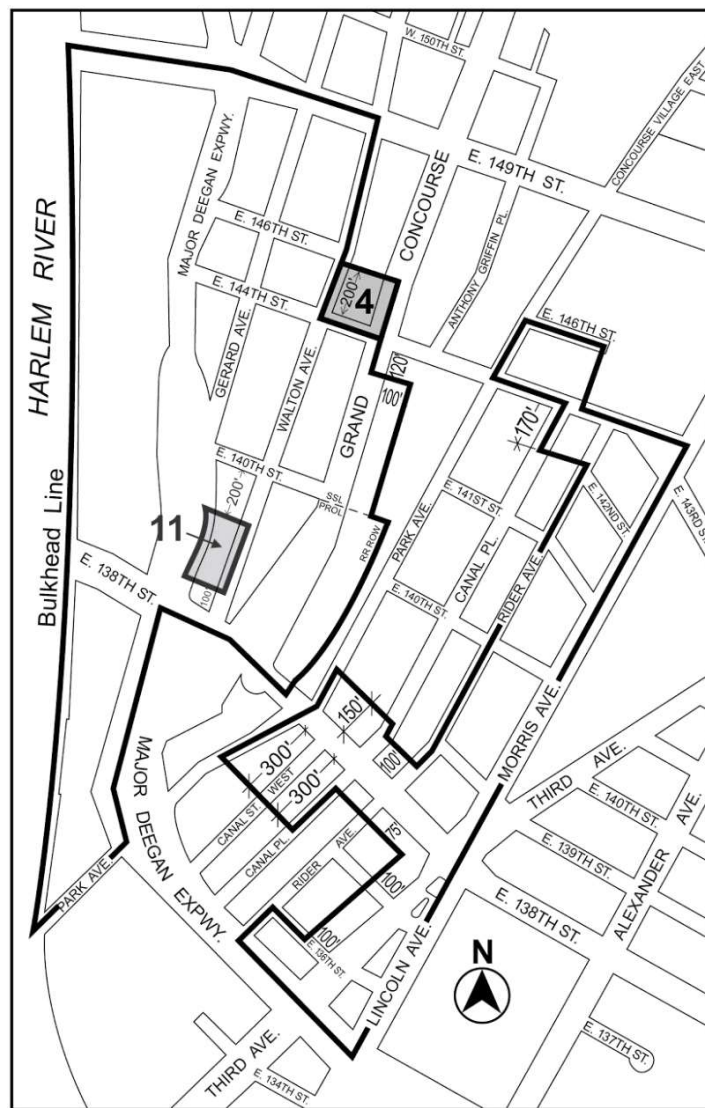 W. 150TH ST.
CONCOURSE VILLAGE EAST
MAJOR DEEGAN EXPWY.
CONCOURSE
E. 149TH ST.
E. 146TH ST.
ANTHONY GRIFFIN PL.
HARLEM RIVER
E. 144TH ST.
200'
4
E. 146TH ST.
GERARD AVE.
WALTON AVE.
120'
100'
GRAND
170'
E. 140TH ST.
200'
SSL
PROL
E. 141ST ST.
E. 142ND ST.
E. 143RD ST.
11
RR ROW
PARK AVE.
CANAL PL.
RIDER AVE.
Bulkhead Line
E. 138TH ST.
100'
E. 140TH ST.
150'
MORRIS AVE.
100'
300'
WEST
300'
CANAL ST.
MAJOR DEEGAN EXPWY.
THIRD AVE.
E. 140TH ST.
AVE.
CANAL PL.
75'
E. 139TH ST.
RIDER AVE.
100'
ALEXANDER
PARK AVE.
E. 138TH ST.
100'
E. 136TH ST.
LINCOLN AVE.
N
THIRD AVE.
E. 137TH ST.
E. 134TH ST.